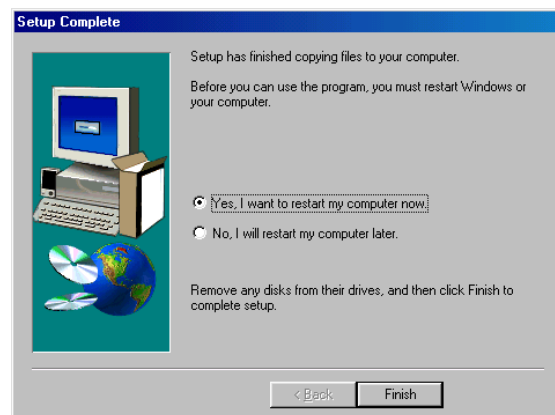 Setup Complete
Setup has finished copying files to your computer.
Before you can use the program, you must restart Windows or
your computer.
Yes, I want to restart my computer now.
No, I will restart my computer later.
Remove any disks from their drives, and then click Finish to
complete setup.
< Back
Finish